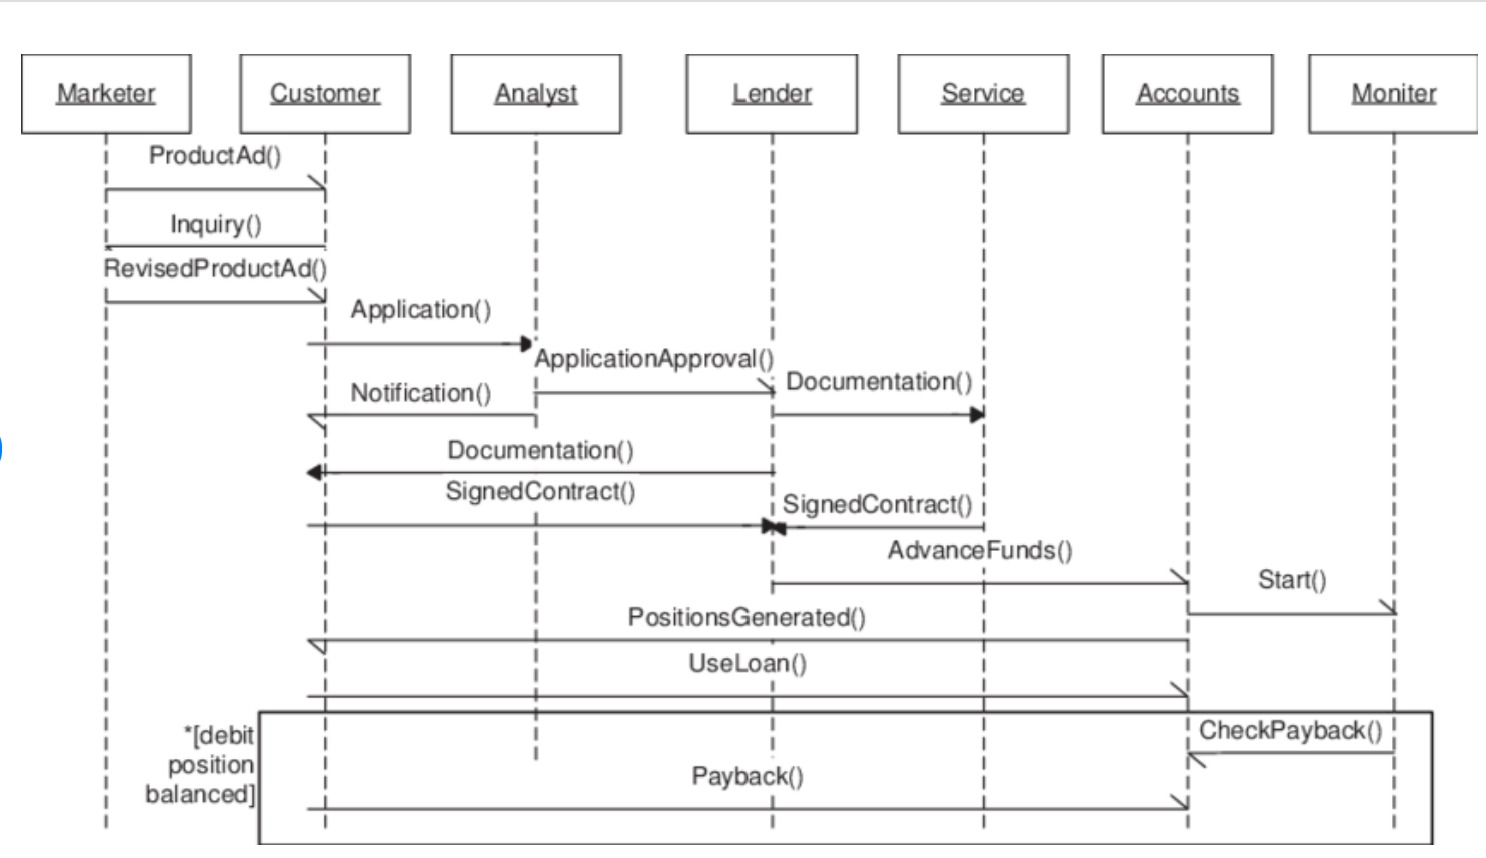 Marketer
Customer
Analyst
Lender
Service
Accounts
Moniter
ProductAd()
Inquiry()
RevisedProductAd()
Application()
ApplicationApproval()
Documentation()
Notification()
Documentation()
SignedContract()
SignedContract()
AdvanceFunds()
Start()
PositionsGenerated()
UseLoan()
*[debit
position
balanced]
CheckPayback()
Payback()